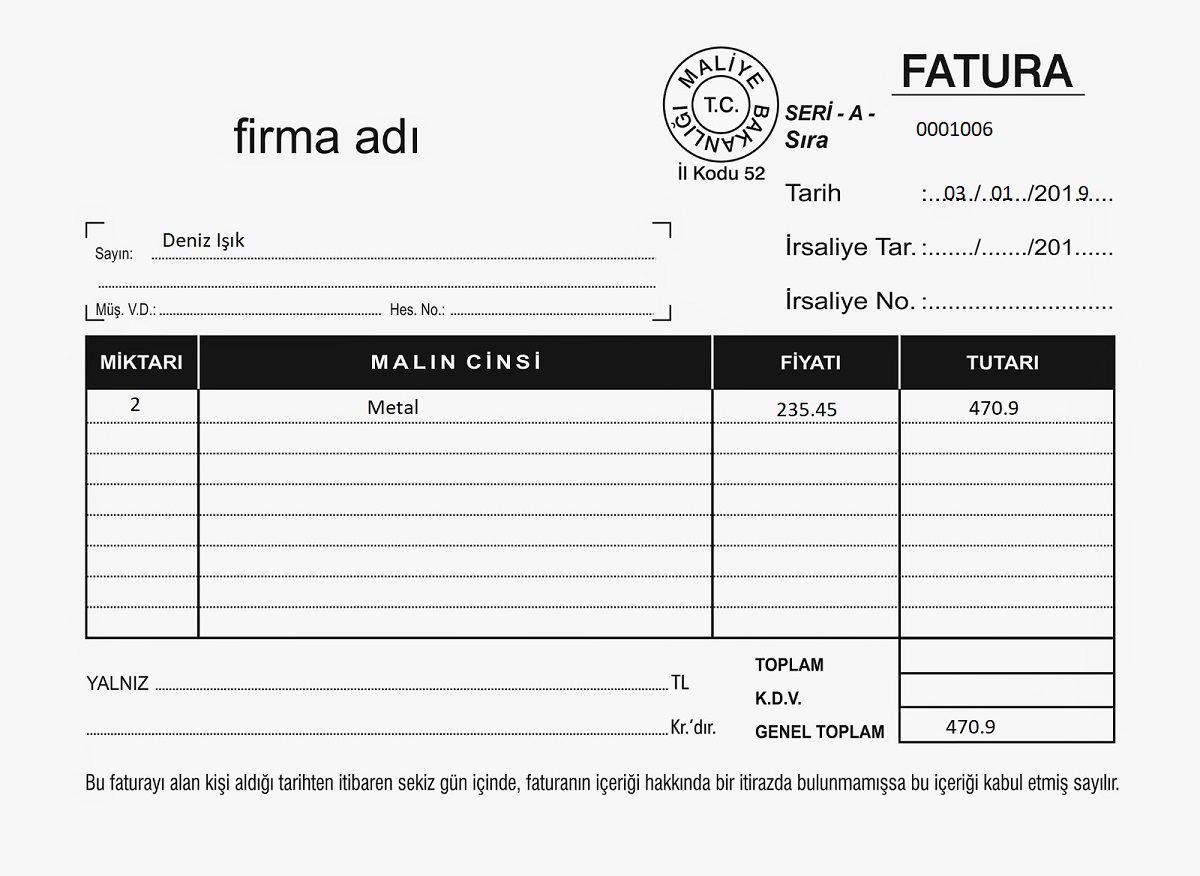 FATURA
MALİYE BAKANLIĞI
T.C.
İl Kodu 52
SERİ - A -
Sıra 0001006
firma adı
Tarih :...03./..01../2019....
Sayın: Deniz Işık
İrsaliye Tar. :......./......./201......
Müş. V.D.: Hes. No.:
İrsaliye No. :
MİKTARI MALIN CİNSİ FİYATI TUTARI
2 Metal 235.45 470.9
TOPLAM
YALNIZ TL
K.D.V.
Kr.'dır.
GENEL TOPLAM 470.9
Bu faturayı alan kişi aldığı tarihten itibaren sekiz gün içinde, faturanın içeriği hakkında bir itirazda bulunmamışsa bu içeriği kabul etmiş sayılır.